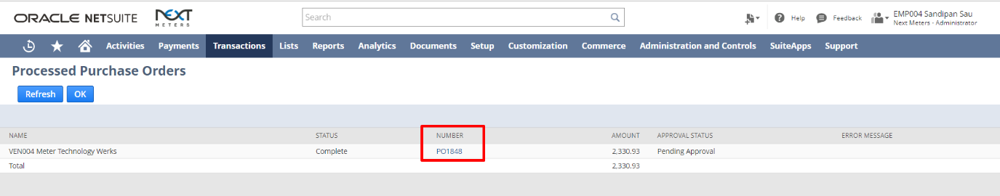 ORACLE NETSUITE NEXT METERS Search Help Feedback EMP004 Sandipan Sau
Next Meters - Administrator
Activities Payments Transactions Lists Reports Analytics Documents Setup Customization Commerce Administration and Controls SuiteApps Support
Processed Purchase Orders
Refresh OK
NAME STATUS NUMBER AMOUNT APPROVAL STATUS ERROR MESSAGE
VEN004 Meter Technology Werks Complete PO1848 2,330.93 Pending Approval
Total 2,330.93